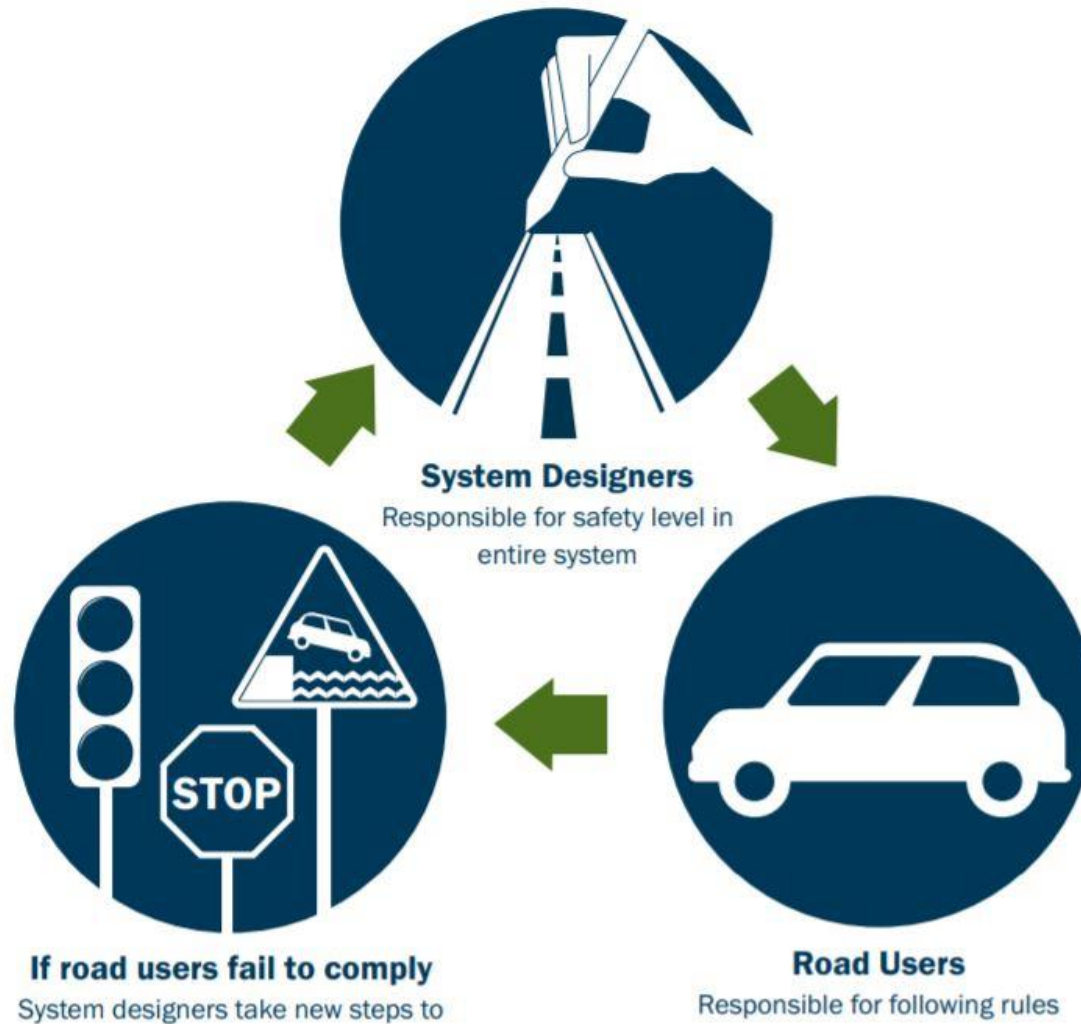 System Designers
Responsible for safety level in
entire system
STOP
If road users fail to comply
System designers take new steps to
Road Users
Responsible for following rules